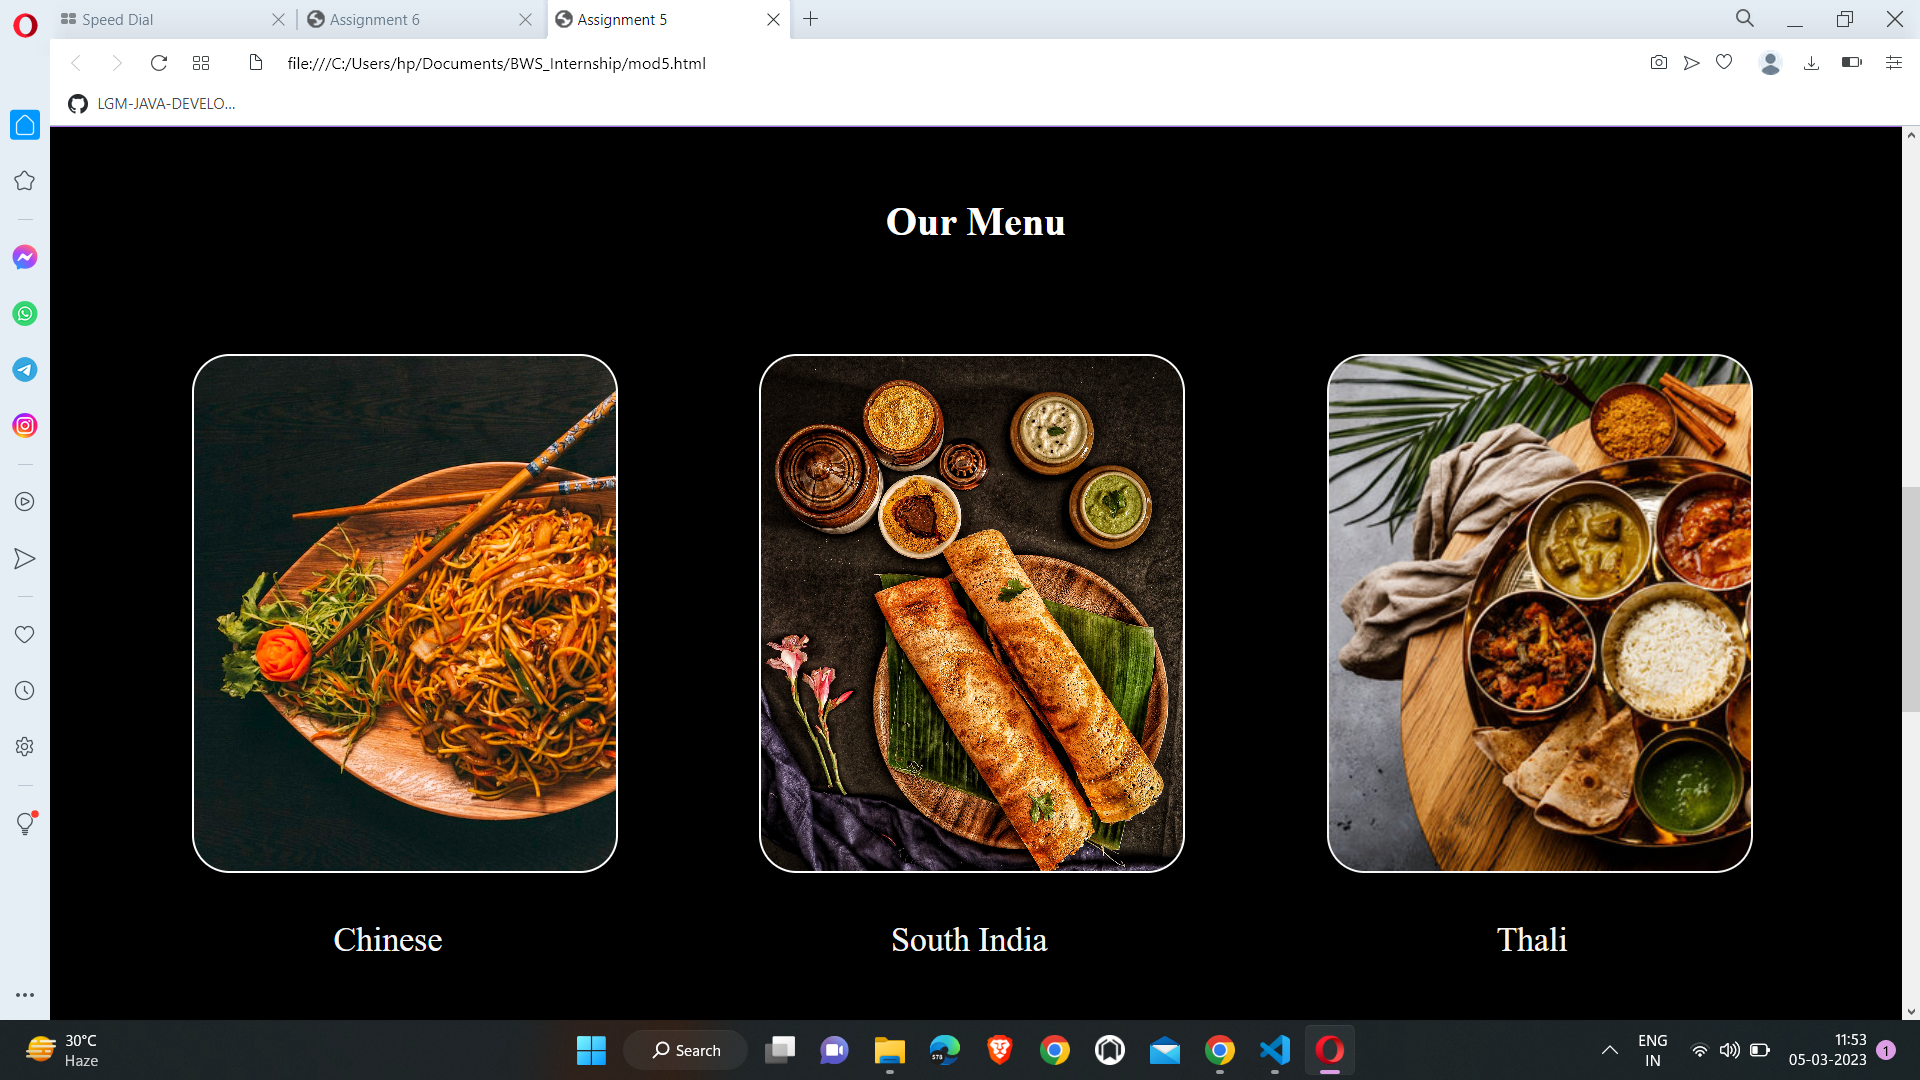 Speed Dial
Assignment 6
Assignment 5
file:///C:/Users/hp/Documents/BWS_Internship/mod5.html
LGM-JAVA-DEVELO...
Our Menu
Chinese
South India
Thali
30°C
Haze
Search
ENG
IN
11:53
05-03-2023
1